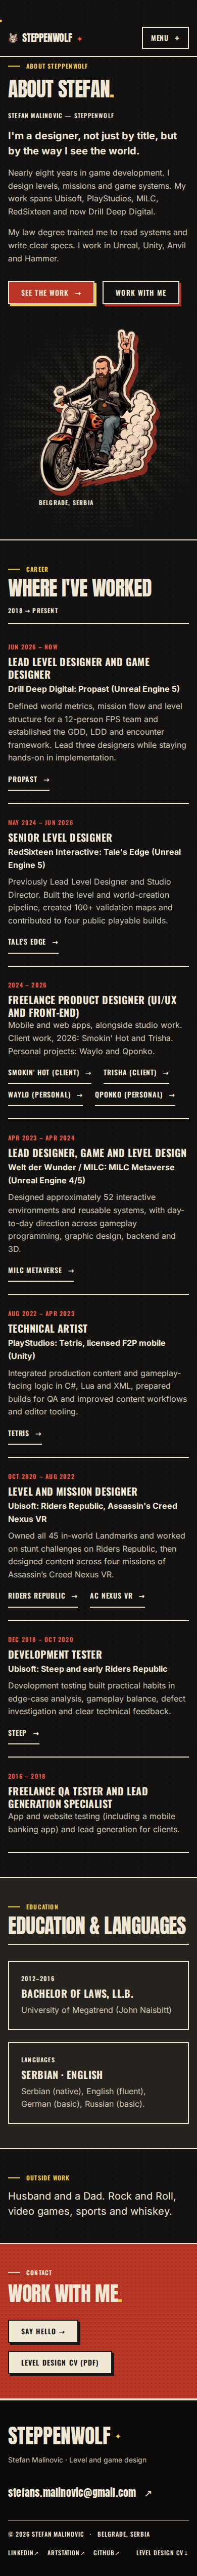 STEPPENWOLF
MENU +
ABOUT STEPPENWOLF
ABOUT STEFAN.
STEFAN MALINOVIC — STEPPENWOLF
I'm a designer, not just by title, but
by the way I see the world.
Nearly eight years in game development. I
design levels, missions and game systems. My
work spans Ubisoft, PlayStudios, MILC,
RedSixteen and now Drill Deep Digital.
My law degree trained me to read systems and
write clear specs. I work in Unreal, Unity, Anvil
and Hammer.
SEE THE WORK →
WORK WITH ME
BELGRADE, SERBIA
CAREER
WHERE I'VE WORKED
2018 → PRESENT
JUN 2026 – NOW
LEAD LEVEL DESIGNER AND GAME
DESIGNER
Drill Deep Digital: Propast (Unreal Engine 5)
Defined world metrics, mission flow and level
structure for a 12-person FPS team and
established the GDD, LDD and encounter
framework. Lead three designers while staying
hands-on in implementation.
PROPAST →
MAY 2024 – JUN 2026
SENIOR LEVEL DESIGNER
RedSixteen Interactive: Tale's Edge (Unreal
Engine 5)
Previously Lead Level Designer and Studio
Director. Built the level and world-creation
pipeline, created 100+ validation maps and
contributed to four public playable builds.
TALE'S EDGE →
2024 – 2026
FREELANCE PRODUCT DESIGNER (UI/UX
AND FRONT-END)
Mobile and web apps, alongside studio work.
Client work, 2026: Smokin' Hot and Trisha.
Personal projects: Waylo and Qponko.
SMOKIN' HOT (CLIENT) → TRISHA (CLIENT) →
WAYLO (PERSONAL) → QPONKO (PERSONAL) →
APR 2023 – APR 2024
LEAD DESIGNER, GAME AND LEVEL DESIGN
Welt der Wunder / MILC: MILC Metaverse
(Unreal Engine 4/5)
Designed approximately 52 interactive
environments and reusable systems, with day-
to-day direction across gameplay
programming, graphic design, backend and
3D.
MILC METAVERSE →
AUG 2022 – APR 2023
TECHNICAL ARTIST
PlayStudios: Tetris, licensed F2P mobile
(Unity)
Integrated production content and gameplay-
facing logic in C#, Lua and XML, prepared
builds for QA and improved content workflows
and editor tooling.
TETRIS →
OCT 2020 – AUG 2022
LEVEL AND MISSION DESIGNER
Ubisoft: Riders Republic, Assassin's Creed
Nexus VR
Owned all 45 in-world Landmarks and worked
on stunt challenges on Riders Republic, then
designed content across four missions of
Assassin's Creed Nexus VR.
RIDERS REPUBLIC → AC NEXUS VR →
DEC 2018 – OCT 2020
DEVELOPMENT TESTER
Ubisoft: Steep and early Riders Republic
Development testing built practical habits in
edge-case analysis, gameplay balance, defect
investigation and clear technical feedback.
STEEP →
2016 – 2018
FREELANCE QA TESTER AND LEAD
GENERATION SPECIALIST
App and website testing (including a mobile
banking app) and lead generation for clients.
EDUCATION
EDUCATION & LANGUAGES
2012–2016
BACHELOR OF LAWS, LL.B.
University of Megatrend (John Naisbitt)
LANGUAGES
SERBIAN · ENGLISH
Serbian (native), English (fluent),
German (basic), Russian (basic).
OUTSIDE WORK
Husband and a Dad. Rock and Roll,
video games, sports and whiskey.
CONTACT
WORK WITH ME.
SAY HELLO →
LEVEL DESIGN CV (PDF)
STEPPENWOLF
Stefan Malinovic · Level and game design
stefans.malinovic@gmail.com ↗
© 2026 STEFAN MALINOVIC · BELGRADE, SERBIA
LINKEDIN↗ ARTSTATION↗ GITHUB↗ LEVEL DESIGN CV↓